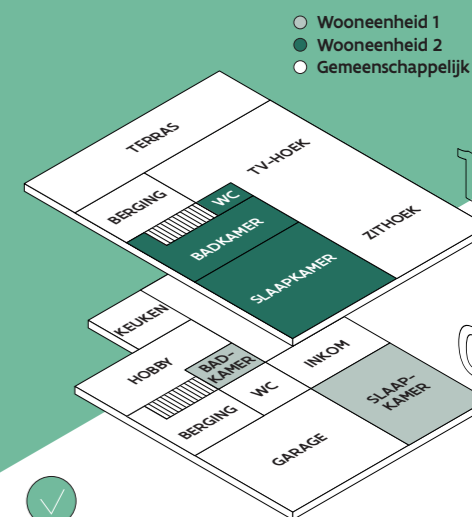 Wooneenheid 1
Wooneenheid 2
Gemeenschappelijk
TERRAS
TV-HOEK
BERGING
WC
ZITHOEK
BADKAMER
SLAAPKAMER
KEUKEN
HOBBY
BAD-
KAMER
INKOM
WC
SLAAP-
KAMER
BERGING
GARAGE